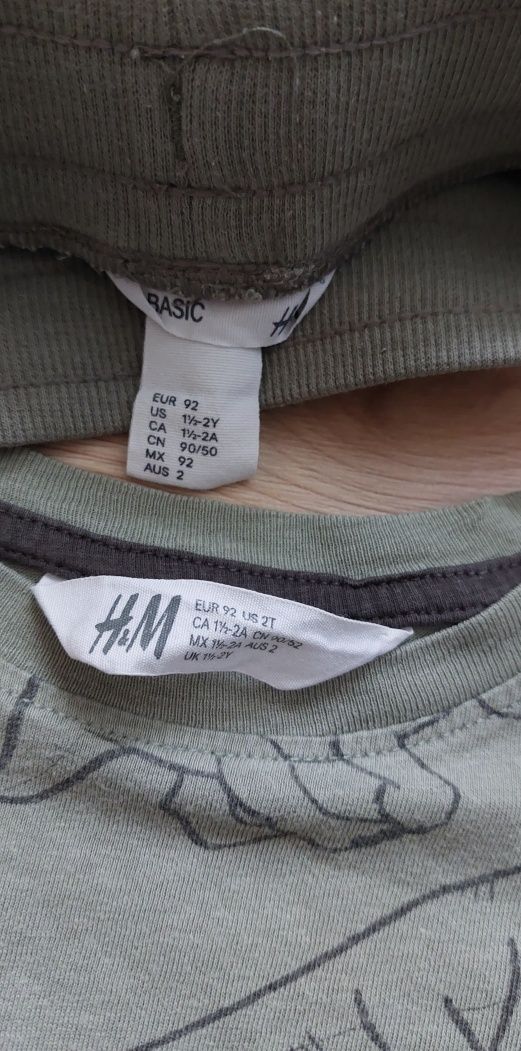 BASIC H&M
EUR 92
US 1½-2Y
CA 1½-2A
CN 90/50
MX 92
AUS 2
H&M
EUR 92 US 2T
CA 1½-2A CN 90/52
MX 1½-2A AUS 2
UK 1½-2Y